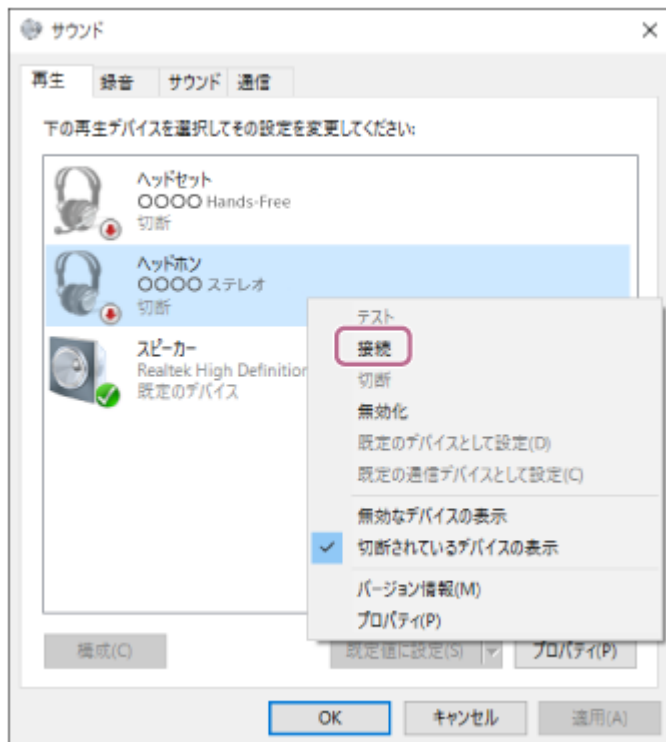 サウンド
再生 録音 サウンド 通信
下の再生デバイスを選択してその設定を変更してください:
ヘッドセット
〇〇〇〇 Hands-Free
切断
ヘッドホン
〇〇〇〇 ステレオ
切断
スピーカー
Realtek High Definition
既定のデバイス
テスト
接続
切断
無効化
既定のデバイスとして設定(D)
既定の通信デバイスとして設定(C)
無効なデバイスの表示
切断されているデバイスの表示
バージョン情報(M)
プロパティ(P)
構成(C) 既定値に設定(S) プロパティ(P)
OK キャンセル 適用(A)